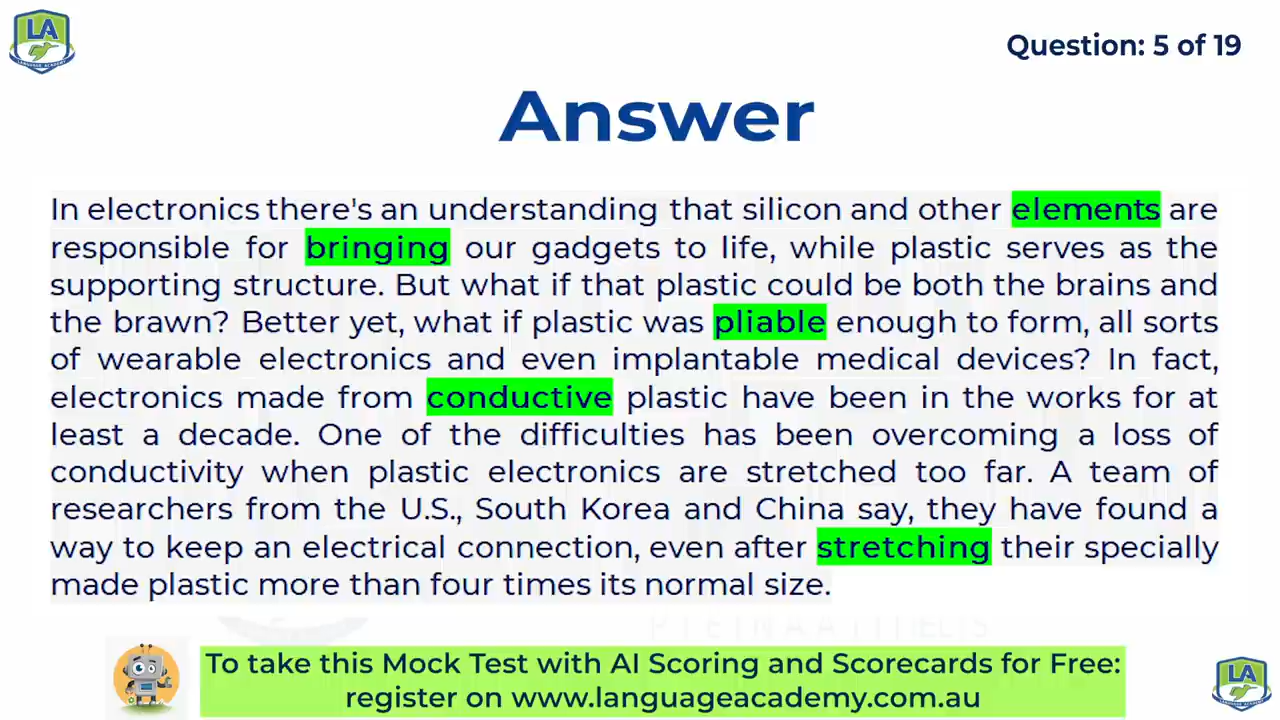 LA
LANGUAGE ACADEMY
Question: 5 of 19
Answer
In electronics there's an understanding that silicon and other elements are
responsible for bringing our gadgets to life, while plastic serves as the
supporting structure. But what if that plastic could be both the brains and
the brawn? Better yet, what if plastic was pliable enough to form, all sorts
of wearable electronics and even implantable medical devices? In fact,
electronics made from conductive plastic have been in the works for at
least a decade. One of the difficulties has been overcoming a loss of
conductivity when plastic electronics are stretched too far. A team of
researchers from the U.S., South Korea and China say, they have found a
way to keep an electrical connection, even after stretching their specially
made plastic more than four times its normal size.
To take this Mock Test with AI Scoring and Scorecards for Free:
register on www.languageacademy.com.au
LA